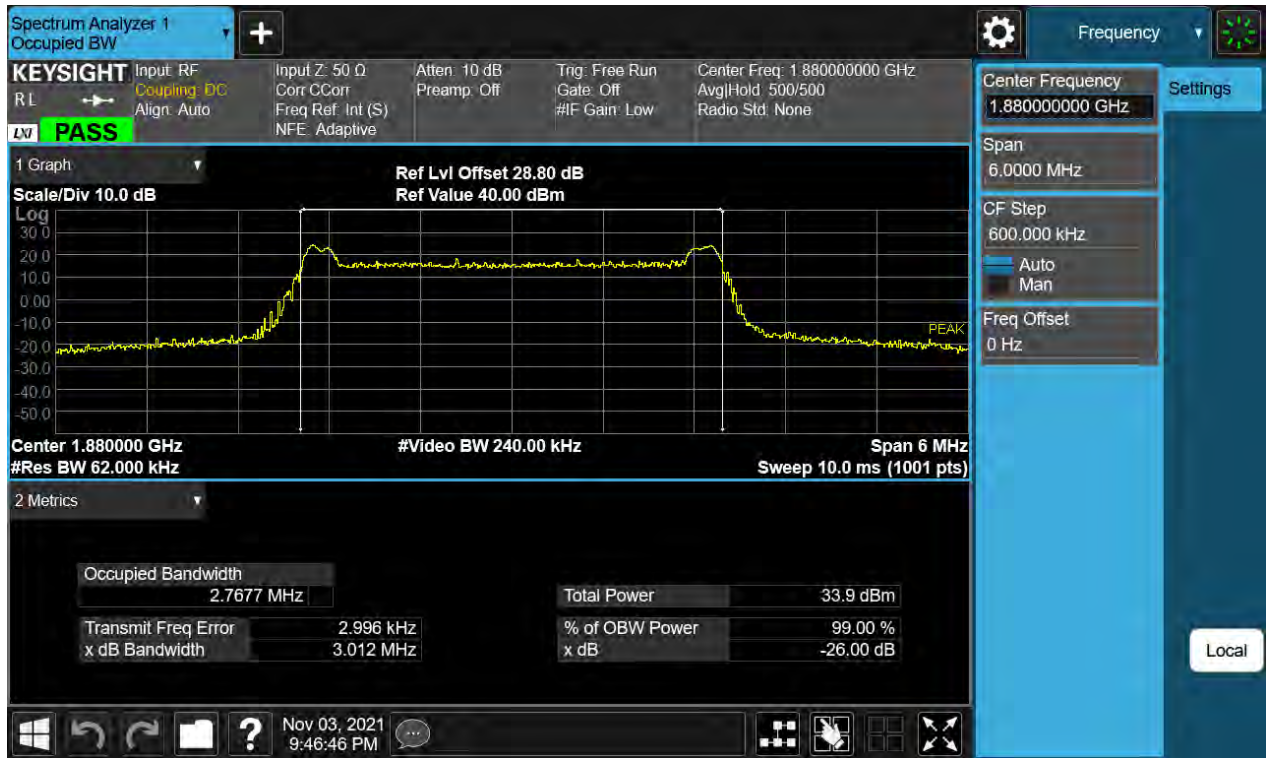 Spectrum Analyzer 1
Occupied BW
Frequency
KEYSIGHT
RL
LXI
PASS
Input: RF
Coupling: DC
Align: Auto
Input Z: 50 Ω
Corr CCorr
Freq Ref: Int (S)
NFE: Adaptive
Atten: 10 dB
Preamp: Off
Trig: Free Run
Gate: Off
#IF Gain: Low
Center Freq: 1.880000000 GHz
Avg|Hold: 500/500
Radio Std: None
Center Frequency
1.880000000 GHz
Settings
Span
6.0000 MHz
CF Step
600.000 kHz
Auto
Man
Freq Offset
0 Hz
Local
1 Graph
Scale/Div 10.0 dB
Ref Lvl Offset 28.80 dB
Ref Value 40.00 dBm
Log
30.0
20.0
10.0
0.00
-10.0
-20.0
-30.0
-40.0
-50.0
PEAK
Center 1.880000 GHz
#Video BW 240.00 kHz
Span 6 MHz
#Res BW 62.000 kHz
Sweep 10.0 ms (1001 pts)
2 Metrics
Occupied Bandwidth
2.7677 MHz
Total Power 33.9 dBm
Transmit Freq Error 2.996 kHz
% of OBW Power 99.00 %
x dB Bandwidth 3.012 MHz
x dB -26.00 dB
?
Nov 03, 2021
9:46:46 PM